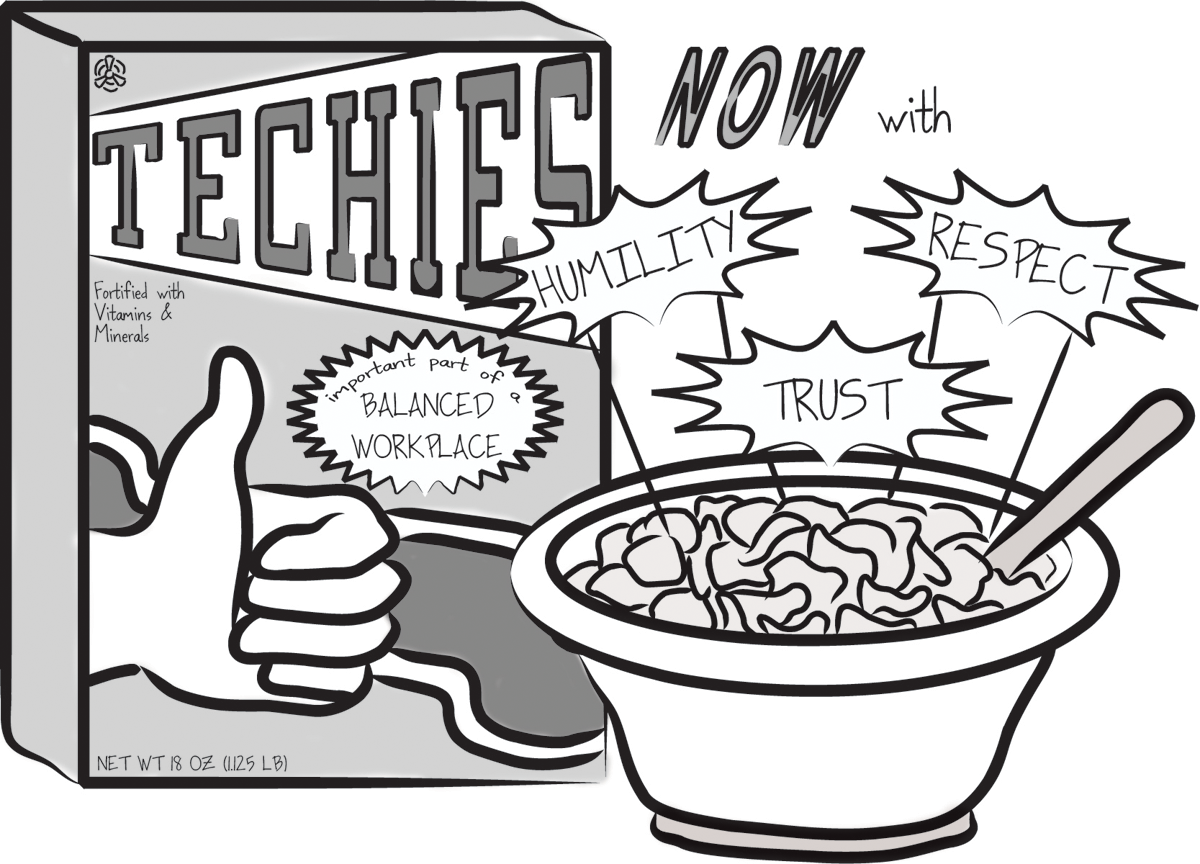 TECHIES
Fortified with
Vitamins &
Minerals
important part of a
BALANCED
WORKPLACE
NET WT 18 OZ (1.125 LB)
NOW with
HUMILITY
RESPECT
TRUST